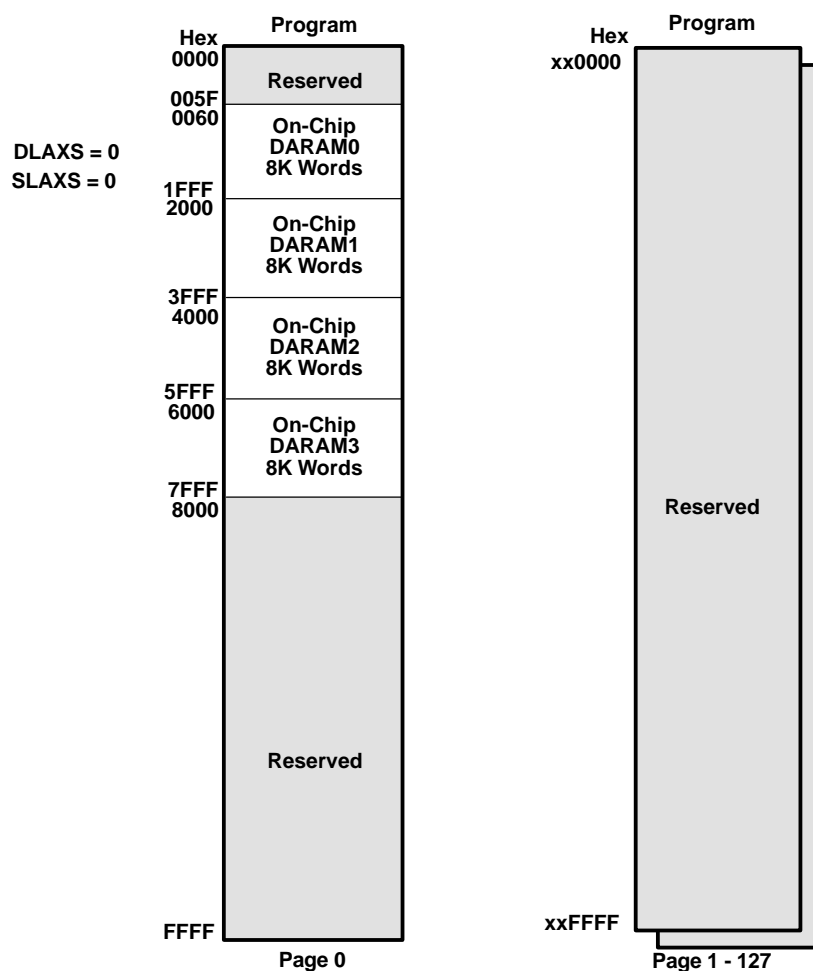 Program
Hex
0000
Reserved
005F
0060
On-Chip
DARAM0
8K Words
DLAXS = 0
SLAXS = 0
1FFF
2000
On-Chip
DARAM1
8K Words
3FFF
4000
On-Chip
DARAM2
8K Words
5FFF
6000
On-Chip
DARAM3
8K Words
7FFF
8000
Reserved
FFFF
Page 0
Program
Hex
xx0000
Reserved
xxFFFF
Page 1 - 127